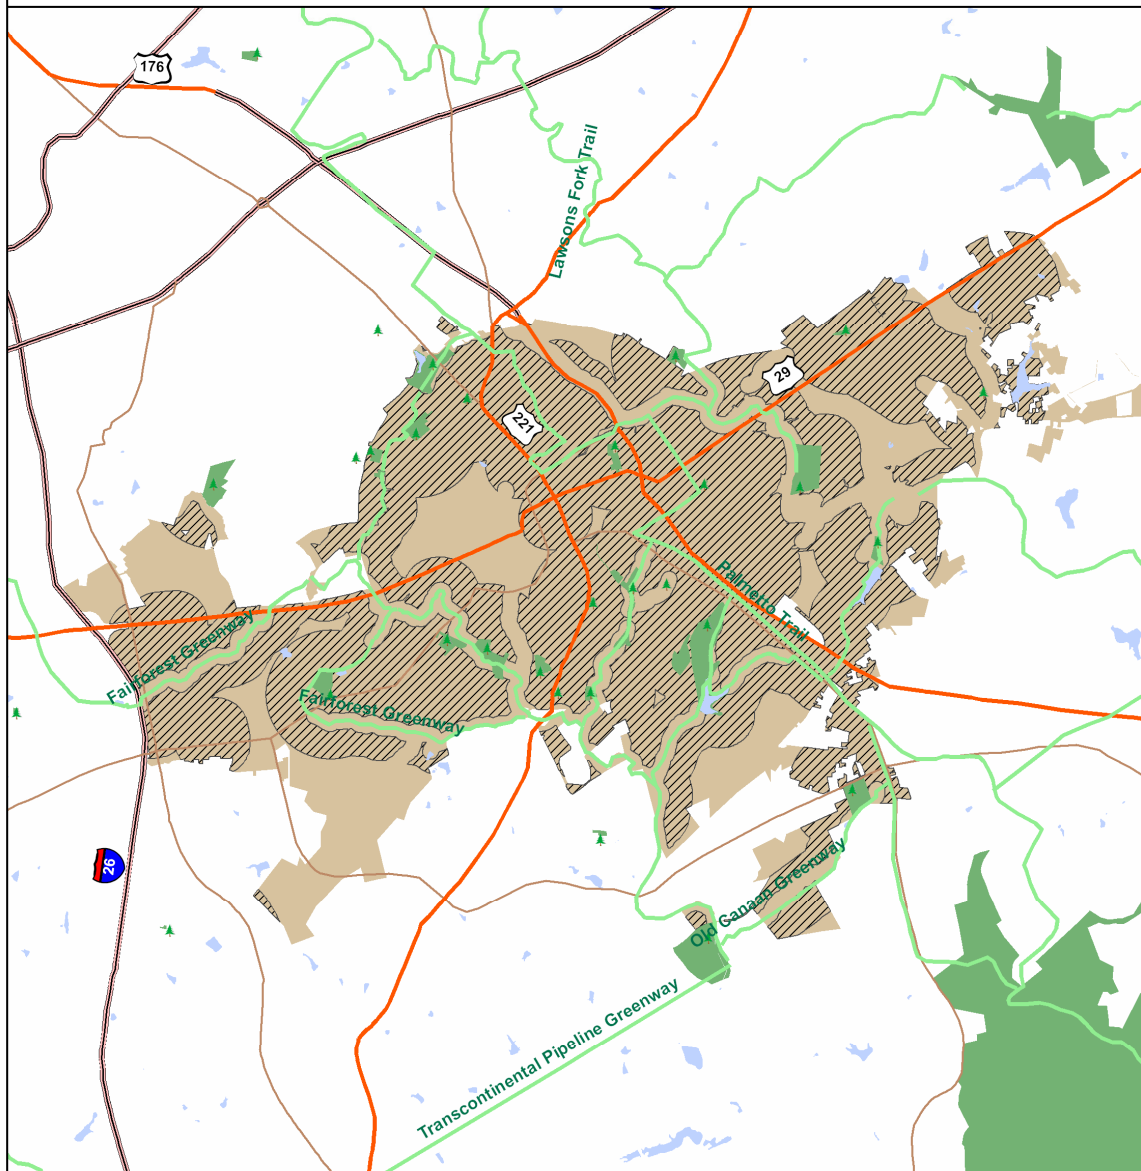 176
Lawsons Fork Trail
29
221
Palmetto Trail
Fairforest Greenway
Fairforest Greenway
26
Old Canaan Greenway
Transcontinental Pipeline Greenway